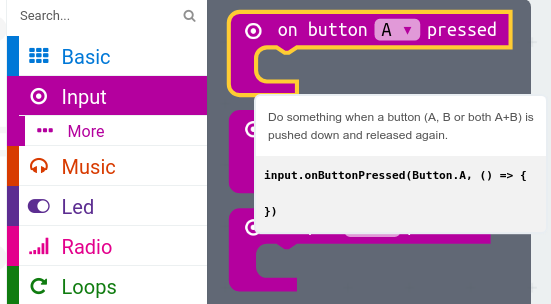 Search...
Basic
Input
More
Music
Led
Radio
Loops
on button A ▼ pressed
Do something when a button (A, B or both A+B) is
pushed down and released again.
input.onButtonPressed(Button.A, () => {
})